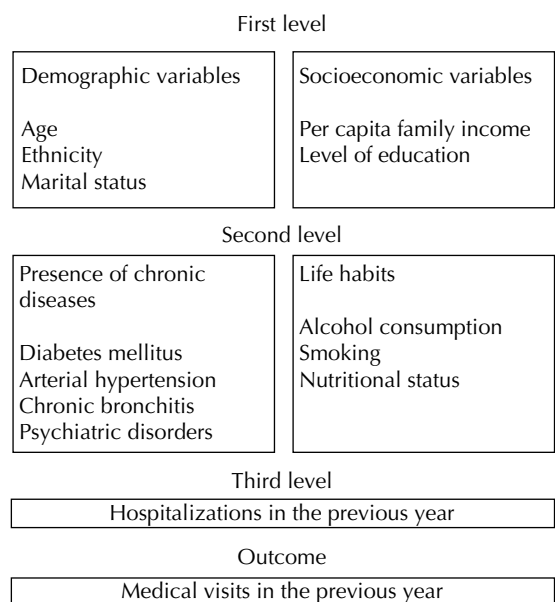 First level
Demographic variables
Age
Ethnicity
Marital status
Socioeconomic variables
Per capita family income
Level of education
Second level
Presence of chronic
diseases
Diabetes mellitus
Arterial hypertension
Chronic bronchitis
Psychiatric disorders
Life habits
Alcohol consumption
Smoking
Nutritional status
Third level
Hospitalizations in the previous year
Outcome
Medical visits in the previous year